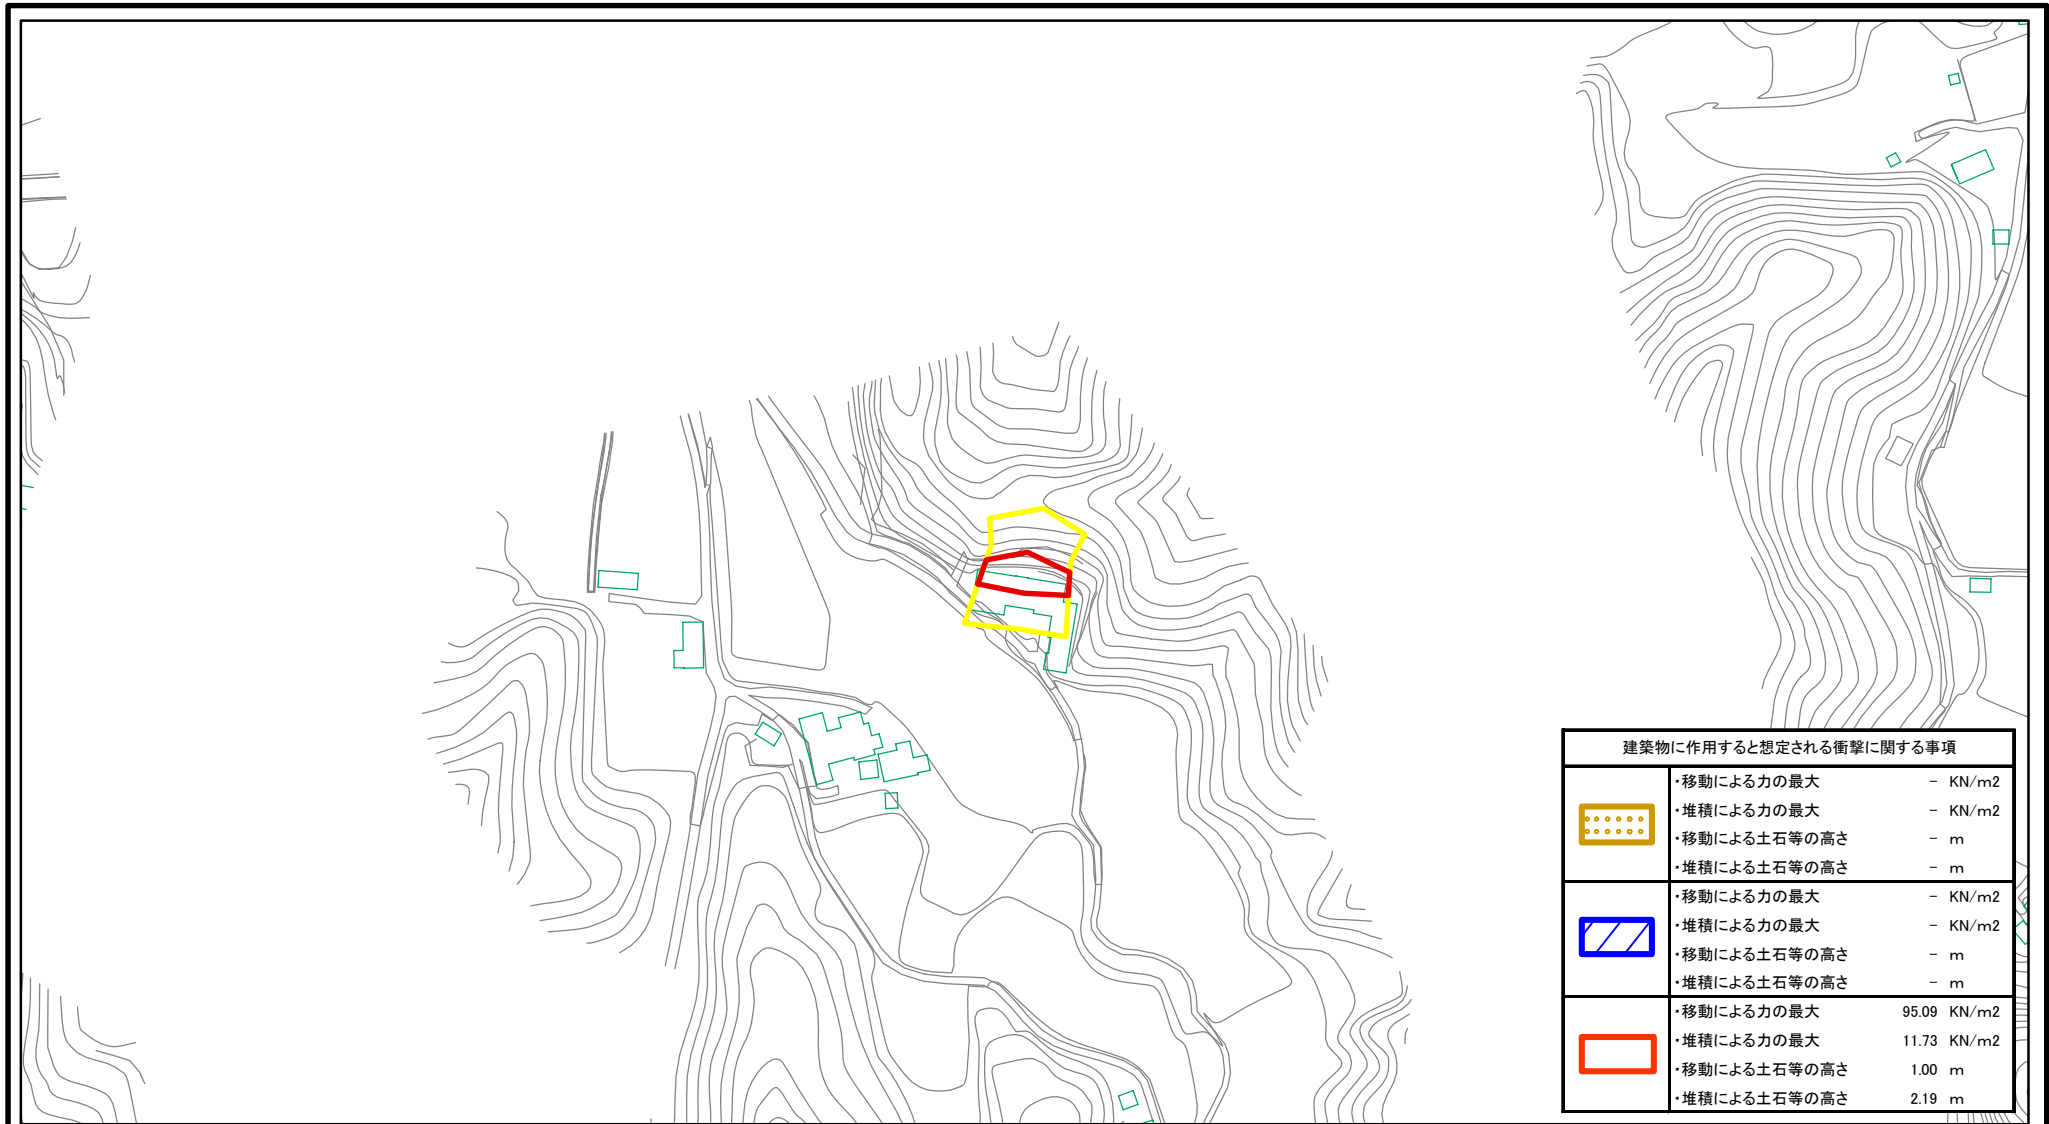 建築物に作用すると想定される衝撃に関する事項
・移動による力の最大 － KN/m2
・堆積による力の最大 － KN/m2
・移動による土石等の高さ － m
・堆積による土石等の高さ － m
・移動による力の最大 － KN/m2
・堆積による力の最大 － KN/m2
・移動による土石等の高さ － m
・堆積による土石等の高さ － m
・移動による力の最大 95.09 KN/m2
・堆積による力の最大 11.73 KN/m2
・移動による土石等の高さ 1.00 m
・堆積による土石等の高さ 2.19 m